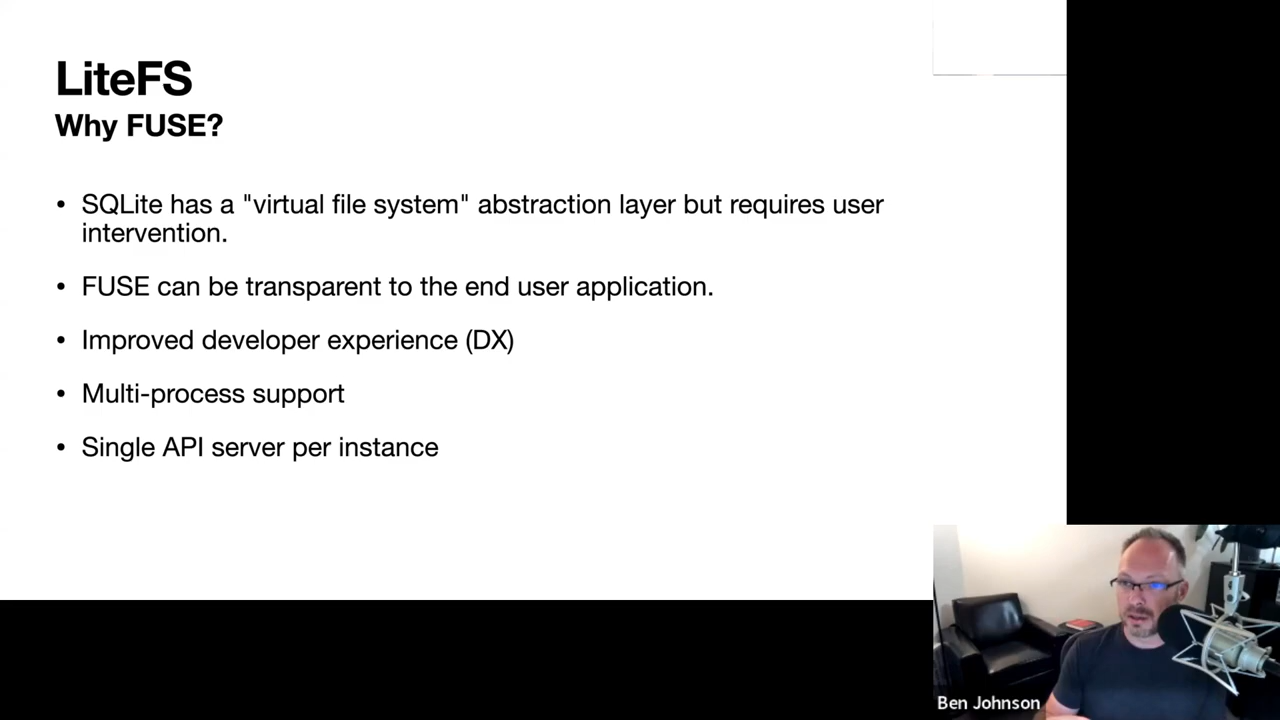 LiteFS
Why FUSE?
• SQLite has a "virtual file system" abstraction layer but requires user
intervention.
• FUSE can be transparent to the end user application.
• Improved developer experience (DX)
• Multi-process support
• Single API server per instance
Ben Johnson